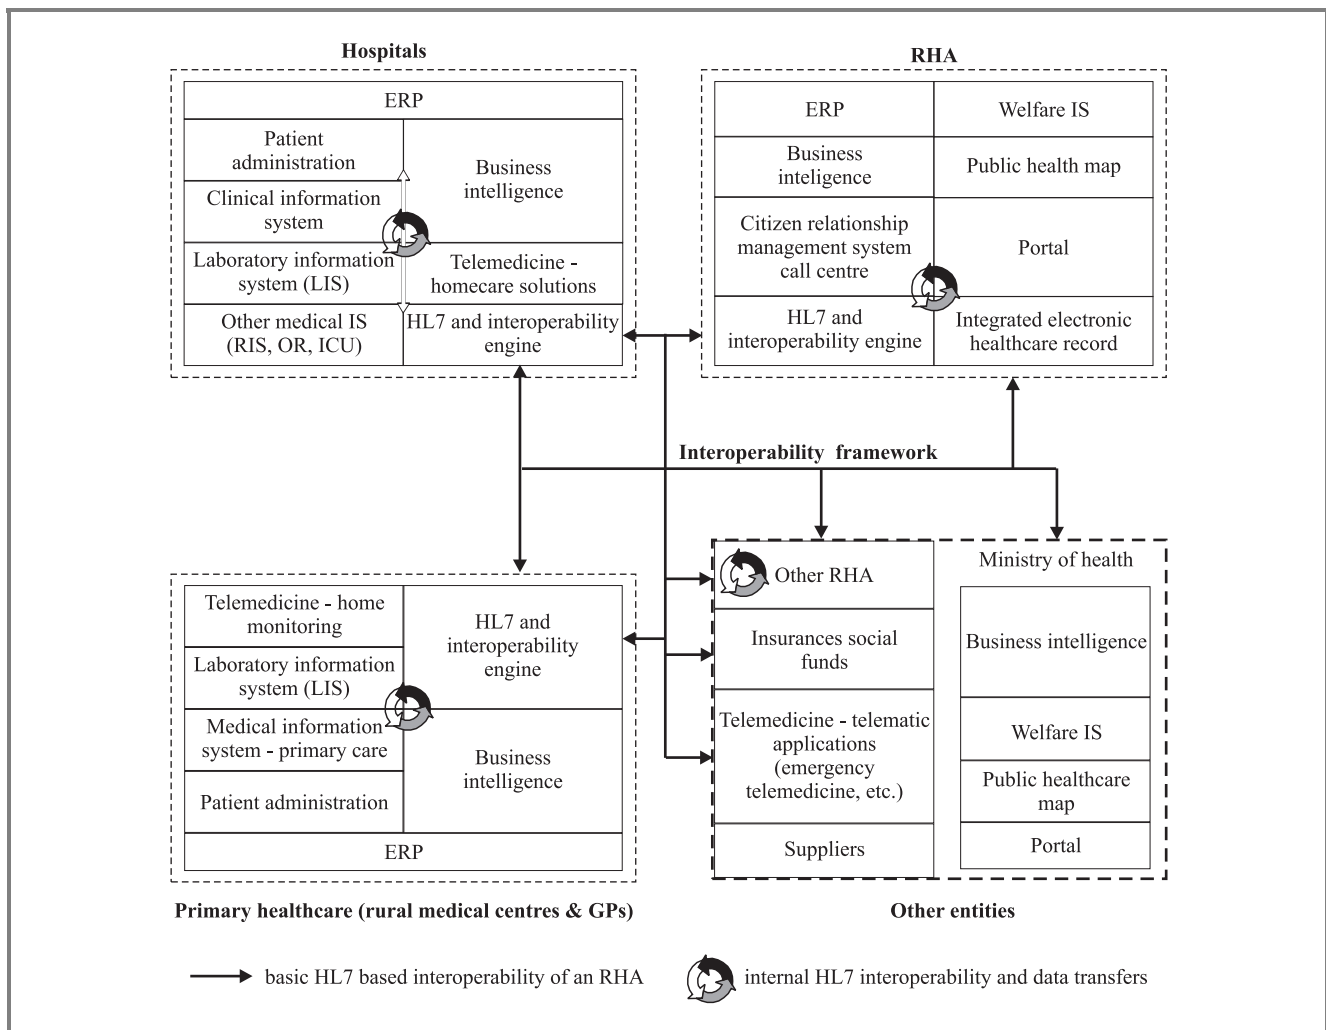 Hospitals
ERP
Patient
administration
Clinical information
system
Laboratory information
system (LIS)
Other medical IS
(RIS, OR, ICU)
Business
intelligence
Telemedicine -
homecare solutions
HL7 and interoperability
engine
RHA
ERP
Business
inteligence
Citizen relationship
management system
call centre
HL7 and
interoperability engine
Welfare IS
Public health map
Portal
Integrated electronic
healthcare record
Interoperability framework
Telemedicine - home
monitoring
Laboratory information
system (LIS)
Medical information
system - primary care
Patient administration
HL7 and
interoperability
engine
Business
intelligence
ERP
Primary healthcare (rural medical centres & GPs)
Other RHA
Insurances social
funds
Telemedicine - telematic
applications
(emergency
telemedicine, etc.)
Suppliers
Ministry of health
Business intelligence
Welfare IS
Public healthcare
map
Portal
Other entities
basic HL7 based interoperability of an RHA
internal HL7 interoperability and data transfers